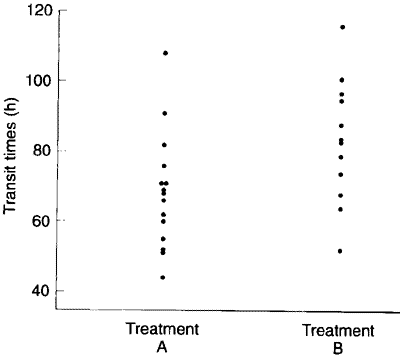 120
100
80
60
40
Transit times (h)
Treatment
A
Treatment
B